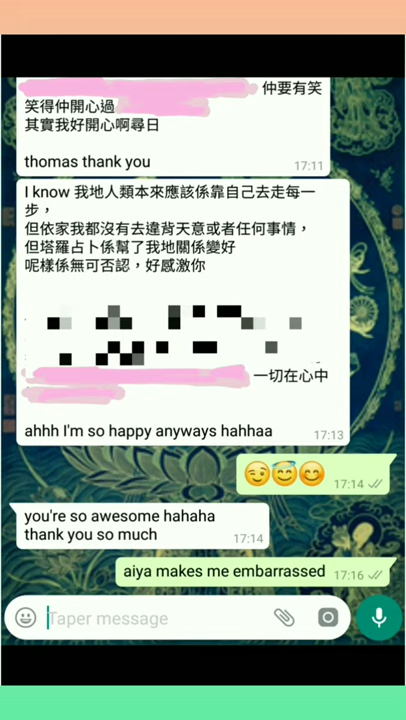 仲要有笑
笑得仲開心過
其實我好開心啊尋日
thomas thank you
17:11
I know 我地人類本來應該係靠自己去走每一
步，
但依家我都沒有去違背天意或者任何事情，
但塔羅占卜係幫了我地關係變好
呢樣係無可否認，好感激你
一切在心中
ahhh I'm so happy anyways hahhaa
17:13
17:14
you're so awesome hahaha
thank you so much
17:14
aiya makes me embarrassed
17:16
Taper message